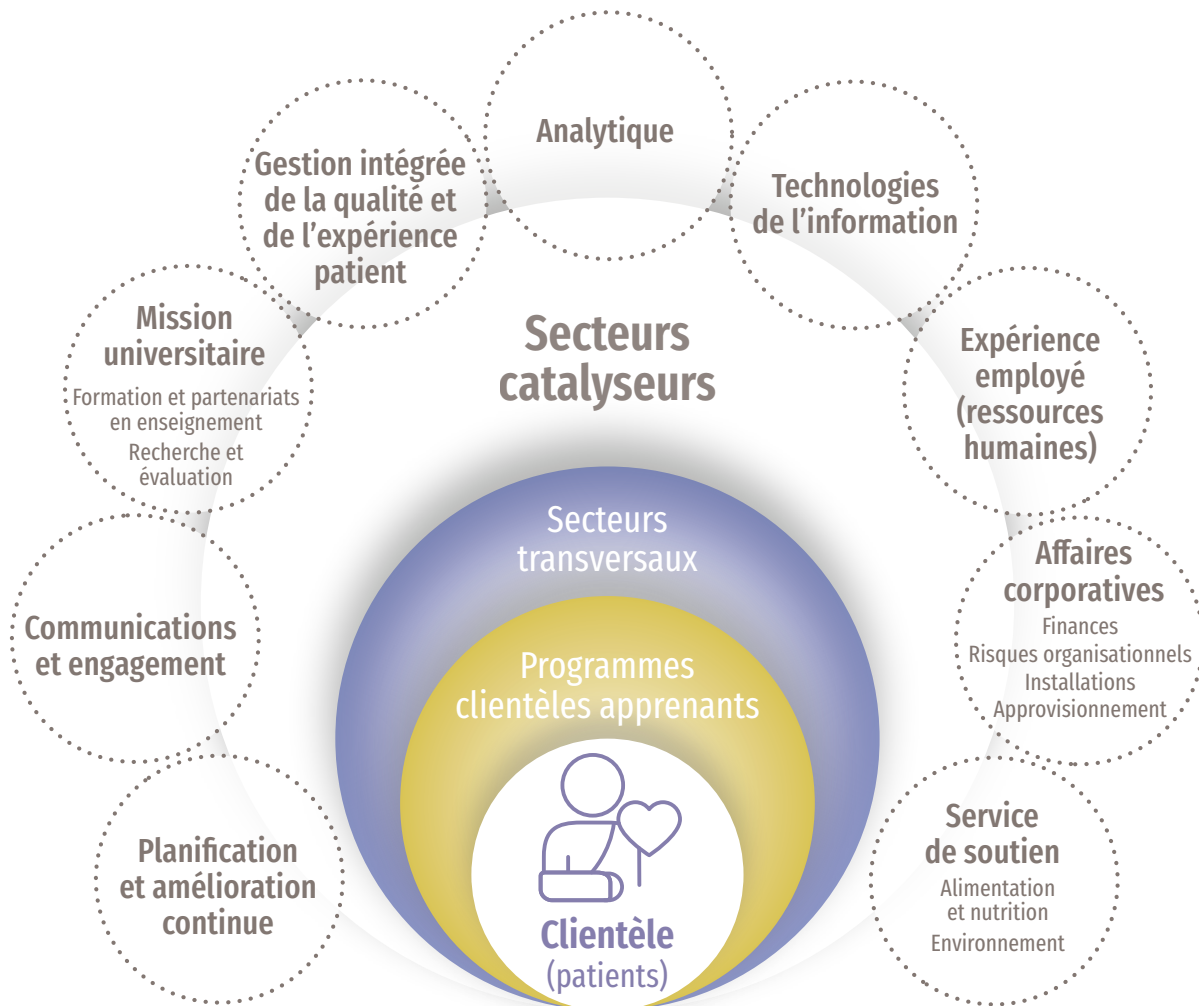 Analytique
Gestion intégrée
de la qualité et
de l’expérience
patient
Technologies
de l’information
Mission
universitaire
Formation et partenariats
en enseignement
Recherche et
évaluation
Secteurs
catalyseurs
Expérience
employé
(ressources
humaines)
Secteurs
transversaux
Affaires
corporatives
Finances
Risques organisationnels
Installations
Approvisionnement
Communications
et engagement
Programmes
clientèles apprenants
Planification
et amélioration
continue
Service
de soutien
Alimentation
et nutrition
Environnement
Clientèle
(patients)